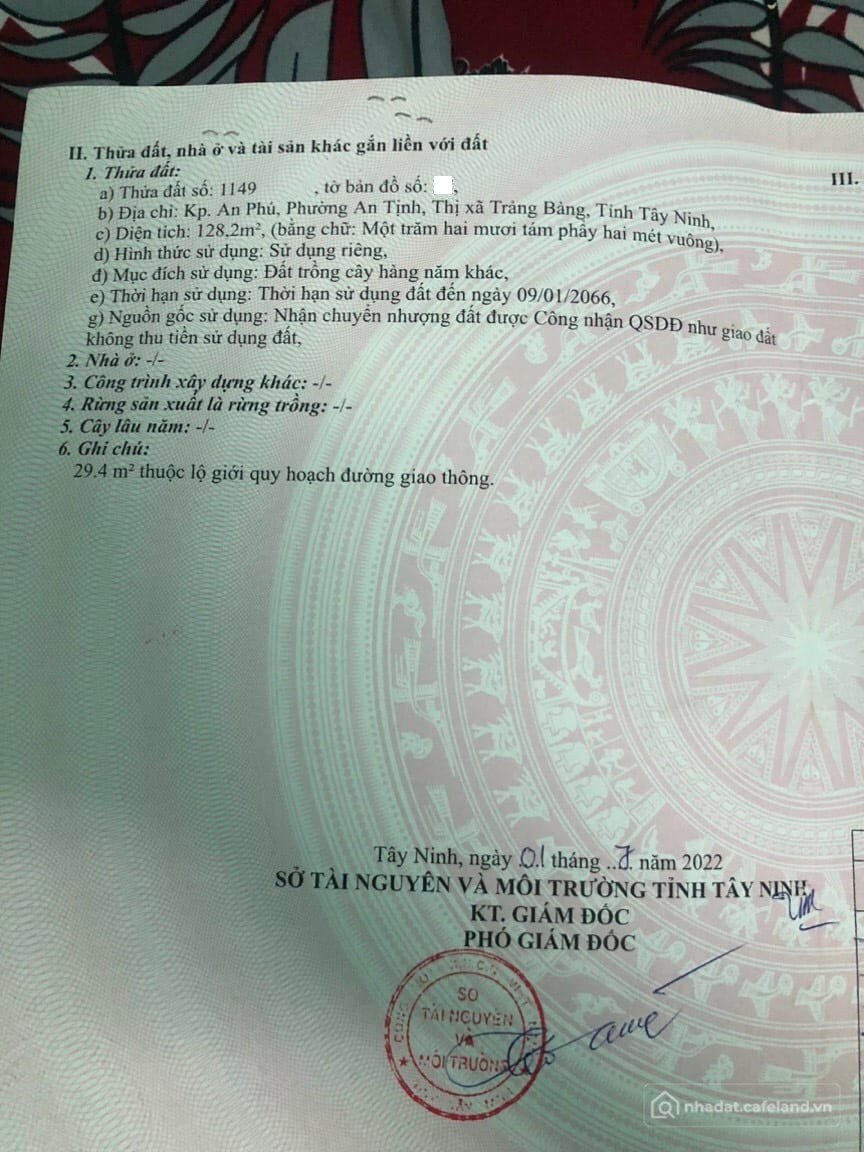 II. Thửa đất, nhà ở và tài sản khác gắn liền với đất
1. Thửa đất:
a) Thửa đất số: 1149 , tờ bản đồ số: ,
b) Địa chỉ: Kp. An Phú, Phường An Tịnh, Thị xã Trảng Bàng, Tỉnh Tây Ninh,
c) Diện tích: 128,2m², (bằng chữ: Một trăm hai mươi tám phẩy hai mét vuông),
d) Hình thức sử dụng: Sử dụng riêng,
đ) Mục đích sử dụng: Đất trồng cây hàng năm khác,
e) Thời hạn sử dụng: Thời hạn sử dụng đất đến ngày 09/01/2066,
g) Nguồn gốc sử dụng: Nhận chuyển nhượng đất được Công nhận QSDĐ như giao đất
không thu tiền sử dụng đất,
2. Nhà ở: -/-
3. Công trình xây dựng khác: -/-
4. Rừng sản xuất là rừng trồng: -/-
5. Cây lâu năm: -/-
6. Ghi chú:
29.4 m² thuộc lộ giới quy hoạch đường giao thông.
III.
Tây Ninh, ngày 01 tháng ..7. năm 2022
SỞ TÀI NGUYÊN VÀ MÔI TRƯỜNG TỈNH TÂY NINH
KT. GIÁM ĐỐC
PHÓ GIÁM ĐỐC
SỞ
TÀI NGUYÊN
VÀ
MÔI TRƯỜNG
nhadat.cafeland.vn